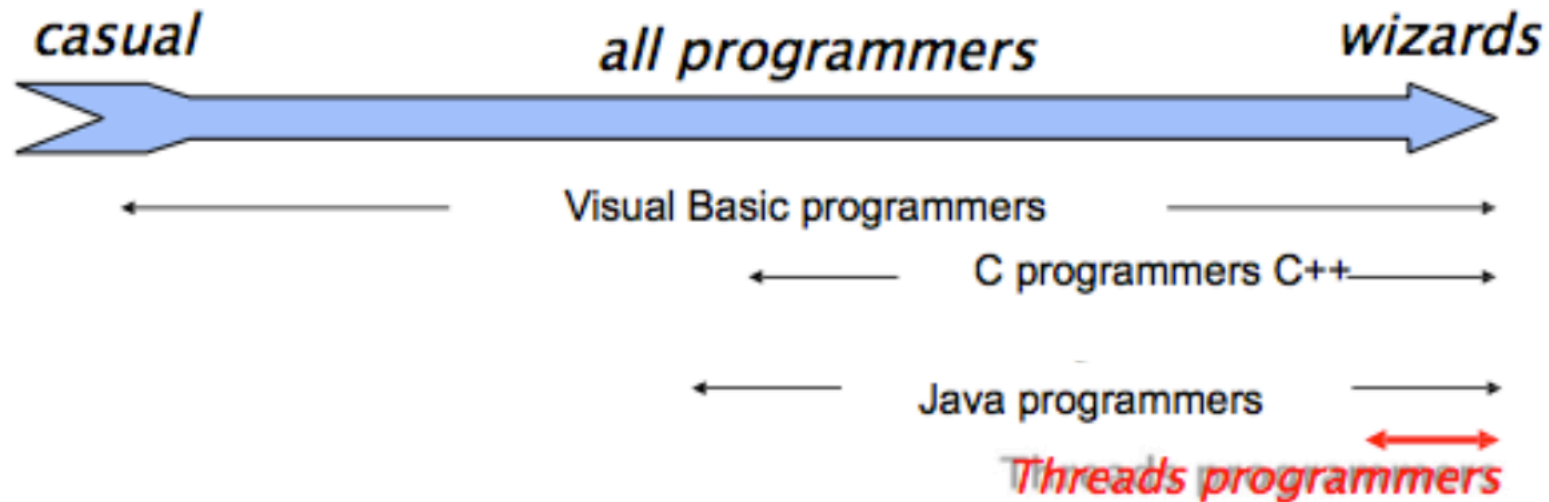 casual all programmers wizards
Visual Basic programmers
C programmers C++
Java programmers
Threads programmers